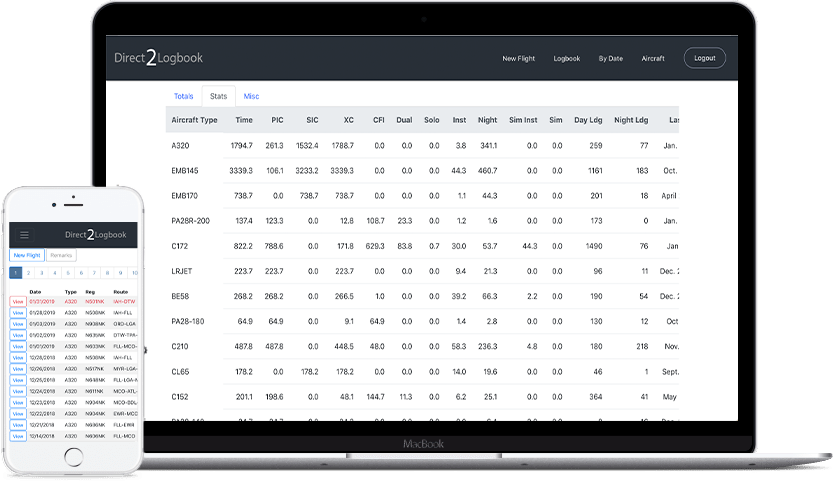 Direct2Logbook
New Flight Logbook By Date Aircraft Logout
Totals Stats Misc
Aircraft Type Time PIC SIC XC CFI Dual Solo Inst Night Sim Inst Sim Day Ldg Night Ldg Las
A320 1794.7 261.3 1532.4 1788.7 0.0 0.0 0.0 3.8 341.1 0.0 0.0 259 77 Jan.
EMB145 3339.3 106.1 3233.2 3339.3 0.0 0.0 0.0 44.3 460.7 0.0 0.0 1161 183 Oct.
EMB170 738.7 0.0 738.7 738.7 0.0 0.0 0.0 1.1 44.3 0.0 0.0 201 18 April
PA28R-200 137.4 123.3 0.0 12.8 108.7 23.3 0.0 1.2 1.6 0.0 0.0 173 0 Jan.
C172 822.2 788.6 0.0 171.8 629.3 83.8 0.7 30.0 53.7 44.3 0.0 1490 76 Jan
LRJET 223.7 223.7 0.0 223.7 0.0 0.0 0.0 9.4 21.3 0.0 0.0 96 11 Dec. 2
BE58 268.2 268.2 0.0 266.5 1.0 0.0 0.0 39.2 66.3 2.2 0.0 190 54 Dec. 2
PA28-180 64.9 64.9 0.0 9.1 64.9 0.0 0.0 1.4 2.8 0.0 0.0 130 12 Oct
C210 487.8 487.8 0.0 448.5 48.0 0.0 0.0 58.3 236.3 4.8 0.0 180 218 Nov.
CL65 178.2 0.0 178.2 178.2 0.0 0.0 0.0 14.0 19.6 0.0 0.0 46 1 Sept.
C152 201.1 198.6 0.0 48.1 144.7 11.3 0.0 6.2 25.1 0.0 0.0 364 41 May
MacBook
Direct2Logbook
New Flight Remarks
1 2 3 4 5 6 7 8 9 10
Date Type Reg Route
View 01/31/2019 A320 N531NK IAH-DTW
View 01/28/2019 A320 N508NK IAH-FLL
View 01/03/2019 A320 N908NK ORD-LGA
View 01/02/2019 A320 N635NK DTW-TPA-
View 01/01/2019 A320 N633NK FLL-MCO-
View 12/28/2018 A320 N508NK IAH-FLL
View 12/26/2018 A320 N517NK MYR-LGA-
View 12/25/2018 A320 N648NK FLL-LGA-
View 12/24/2018 A320 N611NK MCO-ATL-
View 12/23/2018 A320 N904NK MCO-BDL-
View 12/22/2018 A320 N904NK EWR-MCO
View 12/21/2018 A320 N686NK FLL-EWR
View 12/14/2018 A320 N636NK FLL-MCO